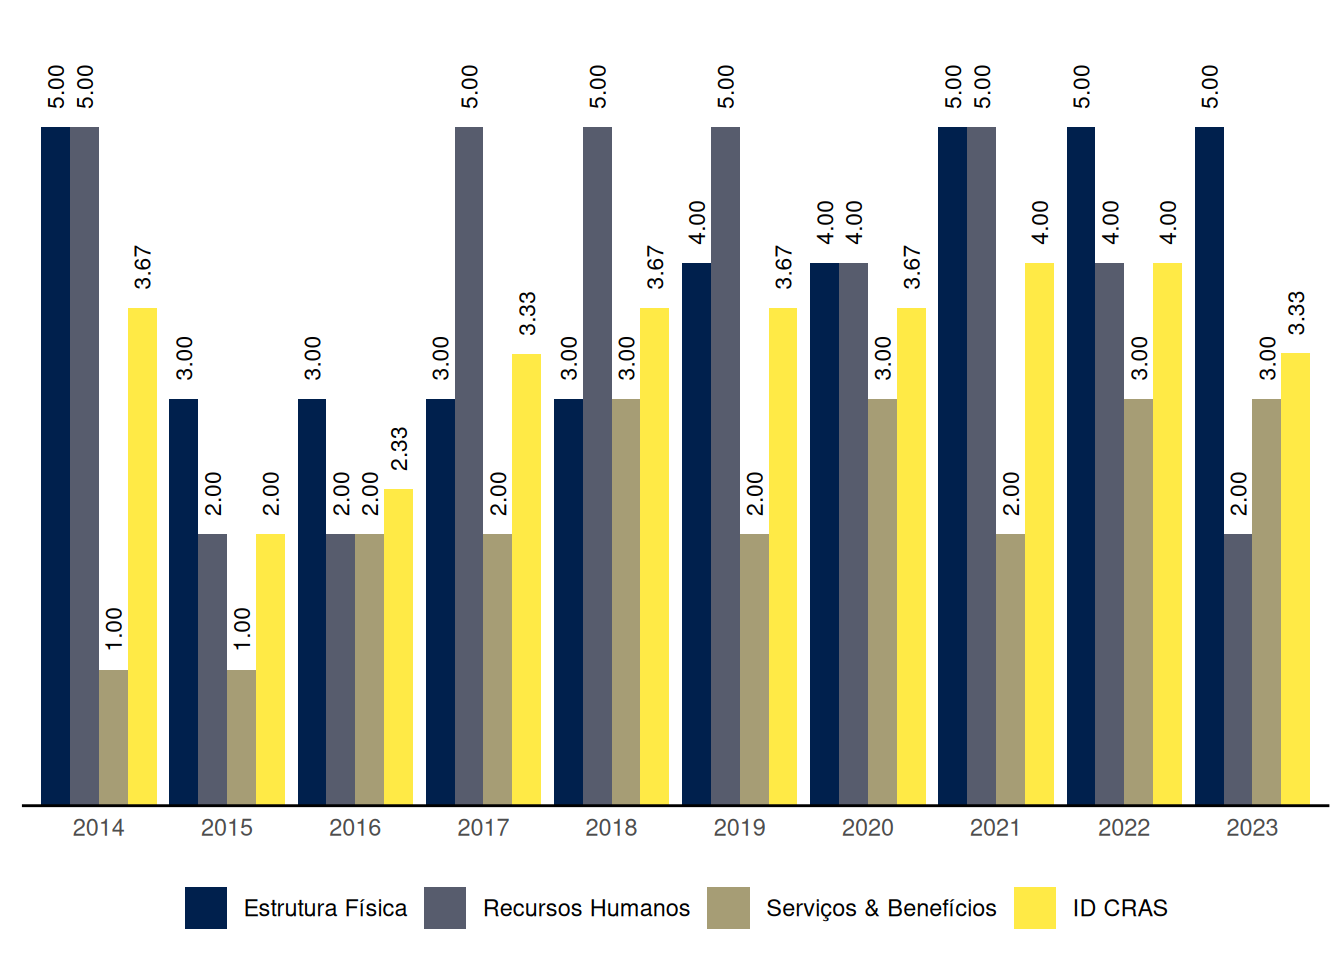 5.00 5.00 1.00 3.67
3.00 2.00 1.00 2.00
3.00 2.00 2.00 2.33
3.00 5.00 2.00 3.33
3.00 5.00 3.00 3.67
4.00 5.00 2.00 3.67
4.00 4.00 3.00 3.67
5.00 5.00 2.00 4.00
5.00 4.00 3.00 4.00
5.00 2.00 3.00 3.33
2014 2015 2016 2017 2018 2019 2020 2021 2022 2023
Estrutura Física Recursos Humanos Serviços & Benefícios ID CRAS